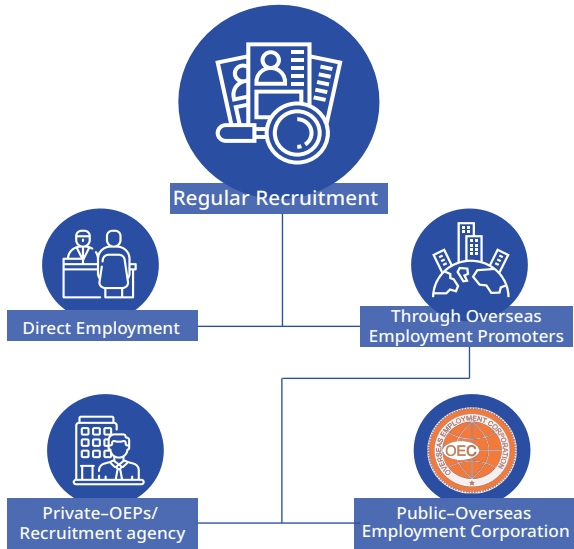 Regular Recruitment
Direct Employment
Through Overseas
Employment Promoters
Private–OEPs/
Recruitment agency
OVERSEAS EMPLOYMENT CORPORATION
OEC
Public–Overseas
Employment Corporation